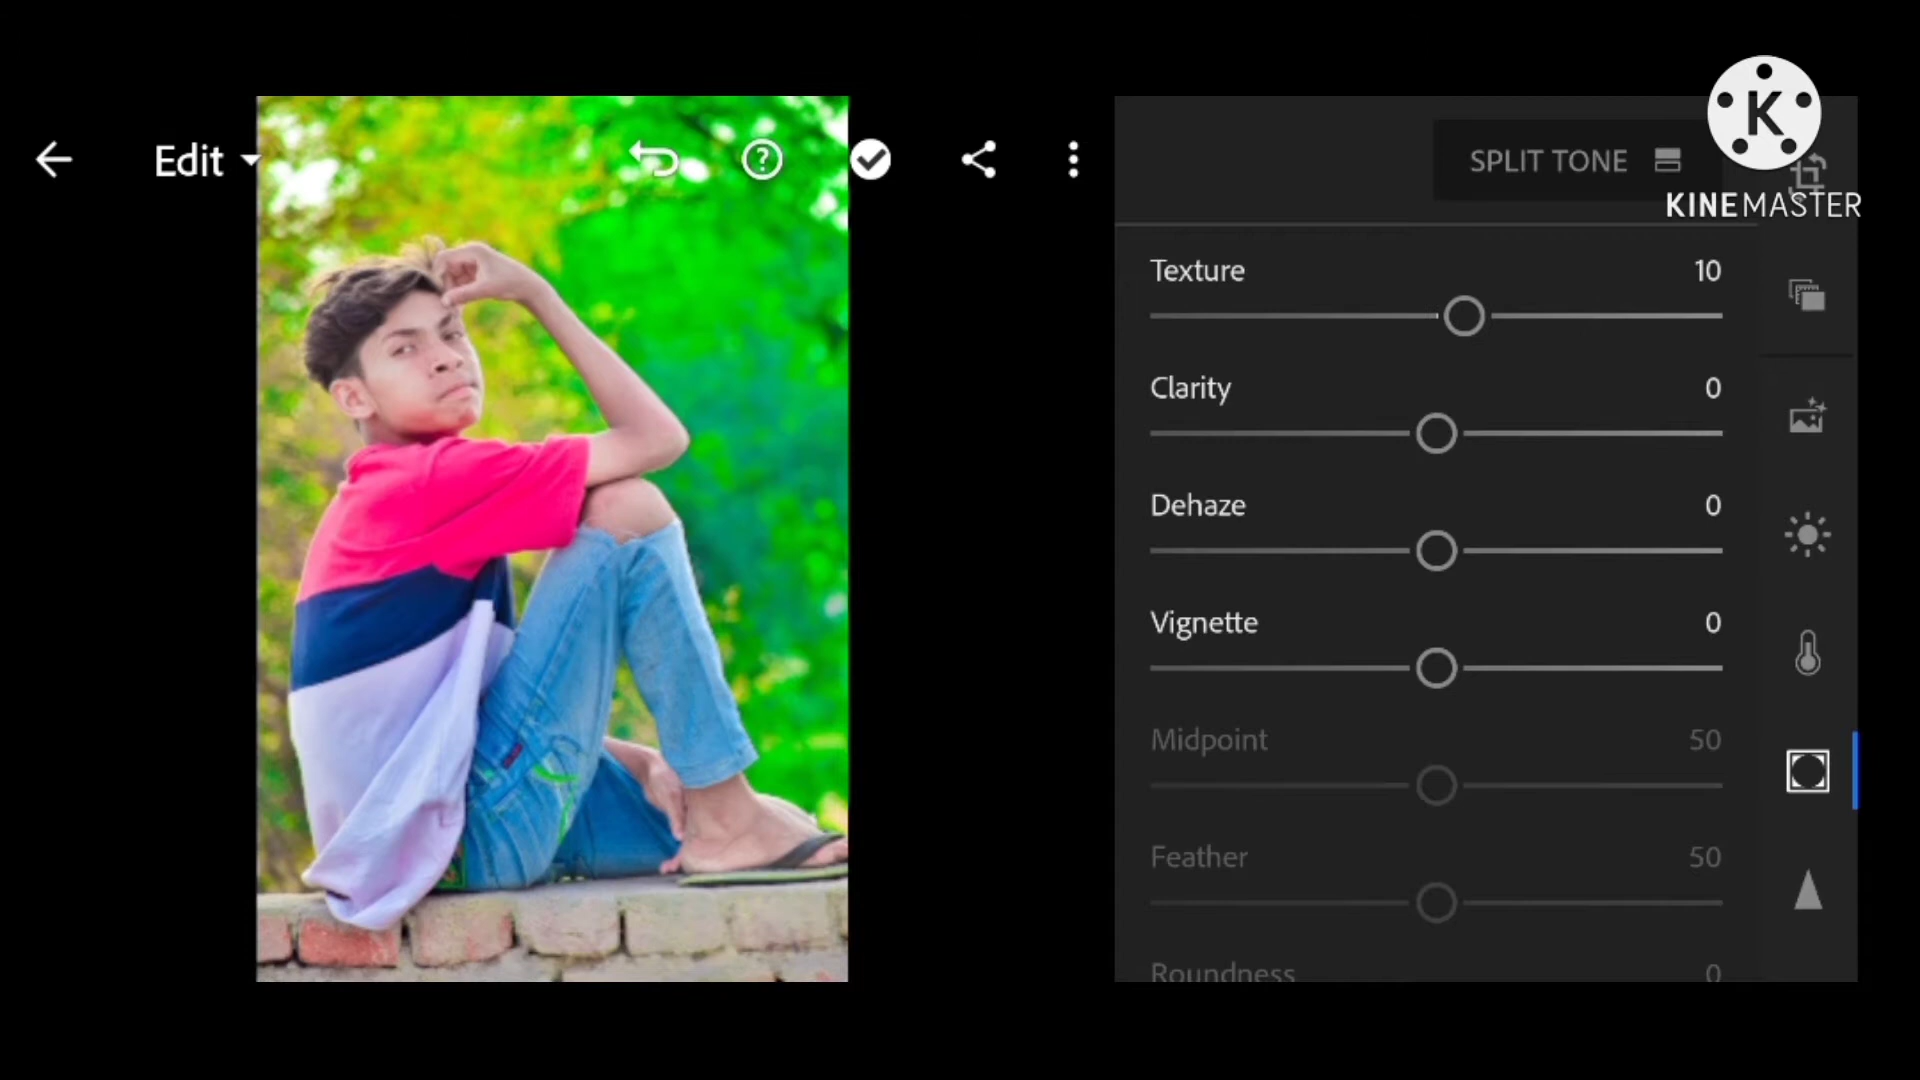 Edit
SPLIT TONE
K
KINEMASTER
Texture 10
Clarity 0
Dehaze 0
Vignette 0
Midpoint 50
Feather 50
Roundness 0